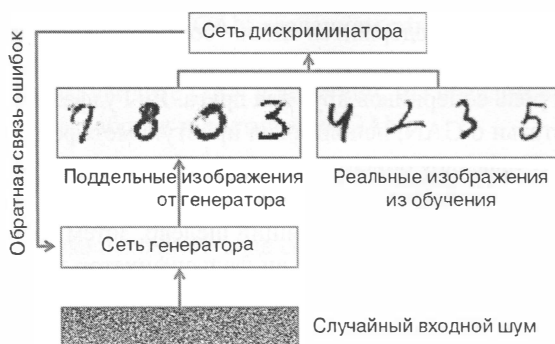 Сеть дискриминатора
Обратная связь ошибок
7 8 0 3
4 2 3 5
Поддельные изображения
от генератора
Реальные изображения
из обучения
Сеть генератора
Случайный входной шум